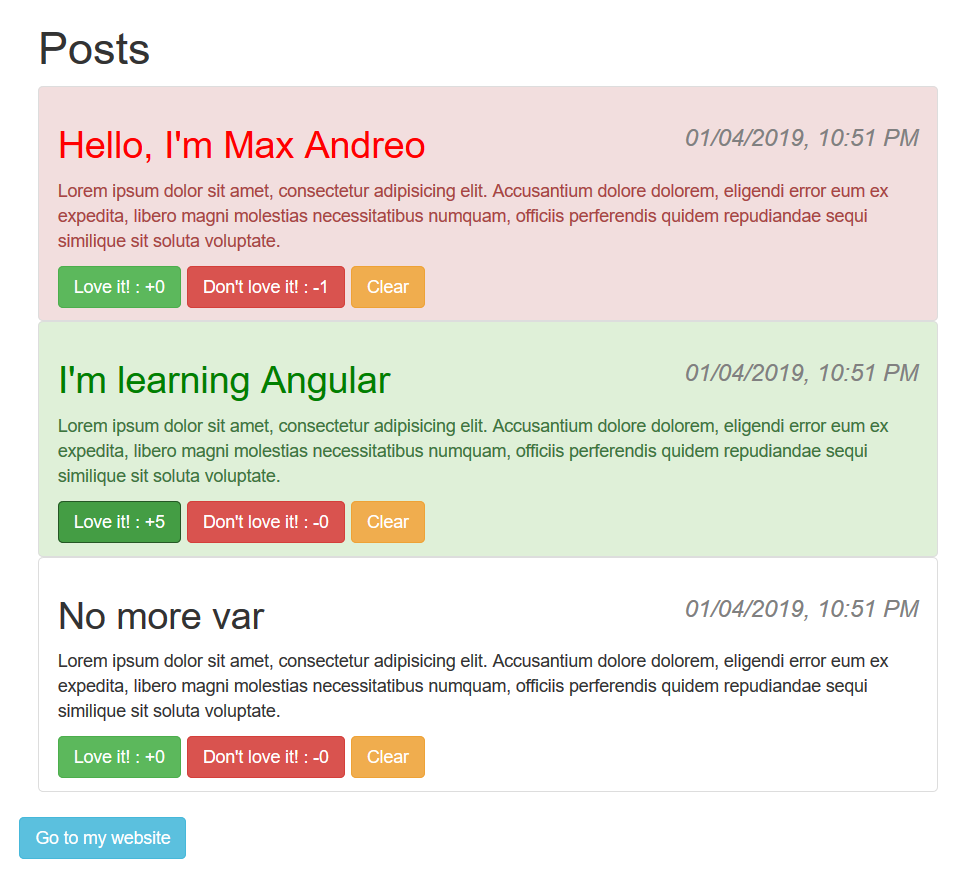 Posts
Hello, I'm Max Andreo
01/04/2019, 10:51 PM
Lorem ipsum dolor sit amet, consectetur adipisicing elit. Accusantium dolore dolorem, eligendi error eum ex
expedita, libero magni molestias necessitatibus numquam, officiis perferendis quidem repudiandae sequi
similique sit soluta voluptate.
Love it! : +0 Don't love it! : -1 Clear
I'm learning Angular
01/04/2019, 10:51 PM
Lorem ipsum dolor sit amet, consectetur adipisicing elit. Accusantium dolore dolorem, eligendi error eum ex
expedita, libero magni molestias necessitatibus numquam, officiis perferendis quidem repudiandae sequi
similique sit soluta voluptate.
Love it! : +5 Don't love it! : -0 Clear
No more var
01/04/2019, 10:51 PM
Lorem ipsum dolor sit amet, consectetur adipisicing elit. Accusantium dolore dolorem, eligendi error eum ex
expedita, libero magni molestias necessitatibus numquam, officiis perferendis quidem repudiandae sequi
similique sit soluta voluptate.
Love it! : +0 Don't love it! : -0 Clear
Go to my website